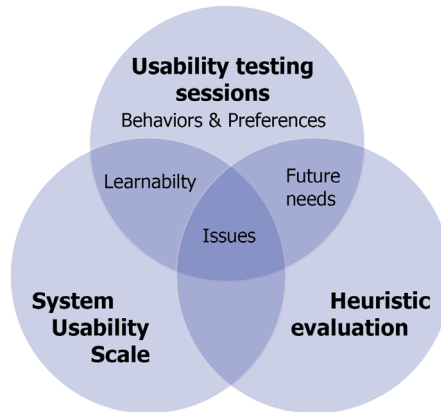 Usability testing
sessions
Behaviors & Preferences
Learnabilty
Future
needs
Issues
System
Usability
Scale
Heuristic
evaluation